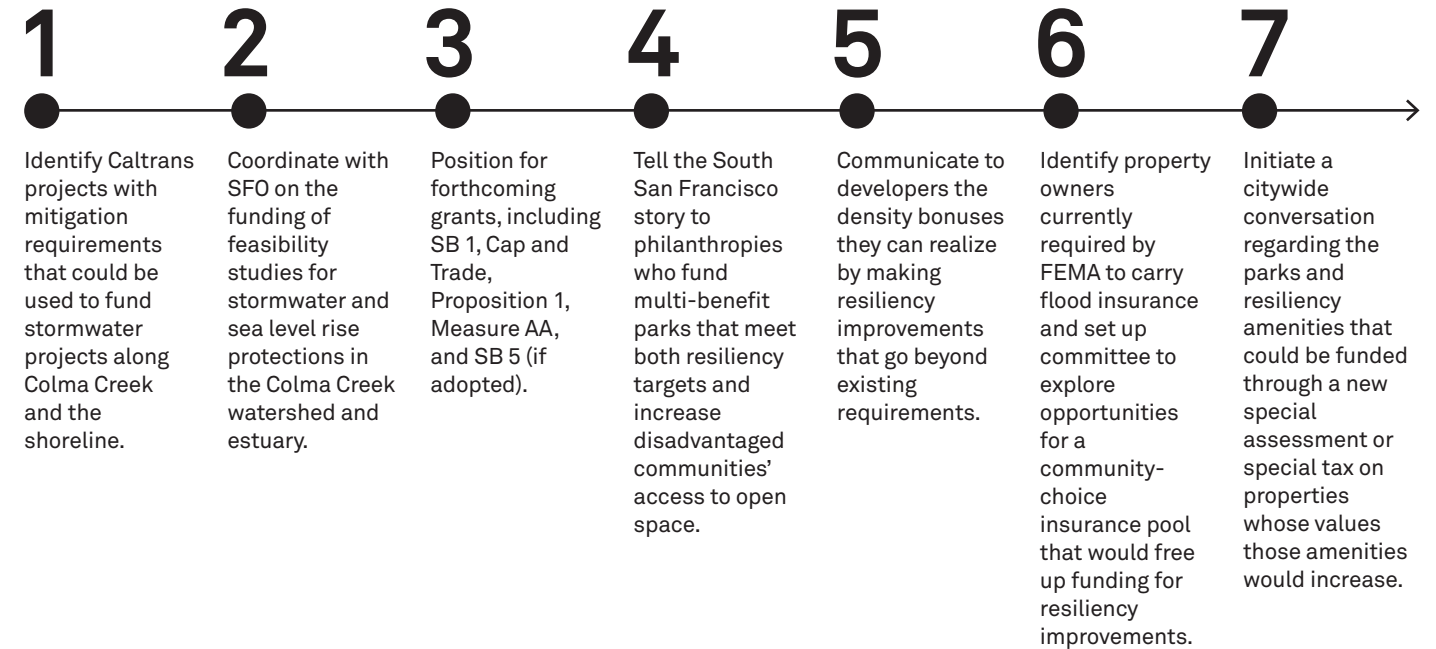 1
Identify Caltrans
projects with
mitigation
requirements
that could be
used to fund
stormwater
projects along
Colma Creek
and the
shoreline.
2
Coordinate with
SFO on the
funding of
feasibility
studies for
stormwater and
sea level rise
protections in
the Colma Creek
watershed and
estuary.
3
Position for
forthcoming
grants, including
SB 1, Cap and
Trade,
Proposition 1,
Measure AA,
and SB 5 (if
adopted).
4
Tell the South
San Francisco
story to
philanthropies
who fund
multi-benefit
parks that meet
both resiliency
targets and
increase
disadvantaged
communities’
access to open
space.
5
Communicate to
developers the
density bonuses
they can realize
by making
resiliency
improvements
that go beyond
existing
requirements.
6
Identify property
owners
currently
required by
FEMA to carry
flood insurance
and set up
committee to
explore
opportunities
for a
community-
choice
insurance pool
that would free
up funding for
resiliency
improvements.
7
Initiate a
citywide
conversation
regarding the
parks and
resiliency
amenities that
could be funded
through a new
special
assessment or
special tax on
properties
whose values
those amenities
would increase.